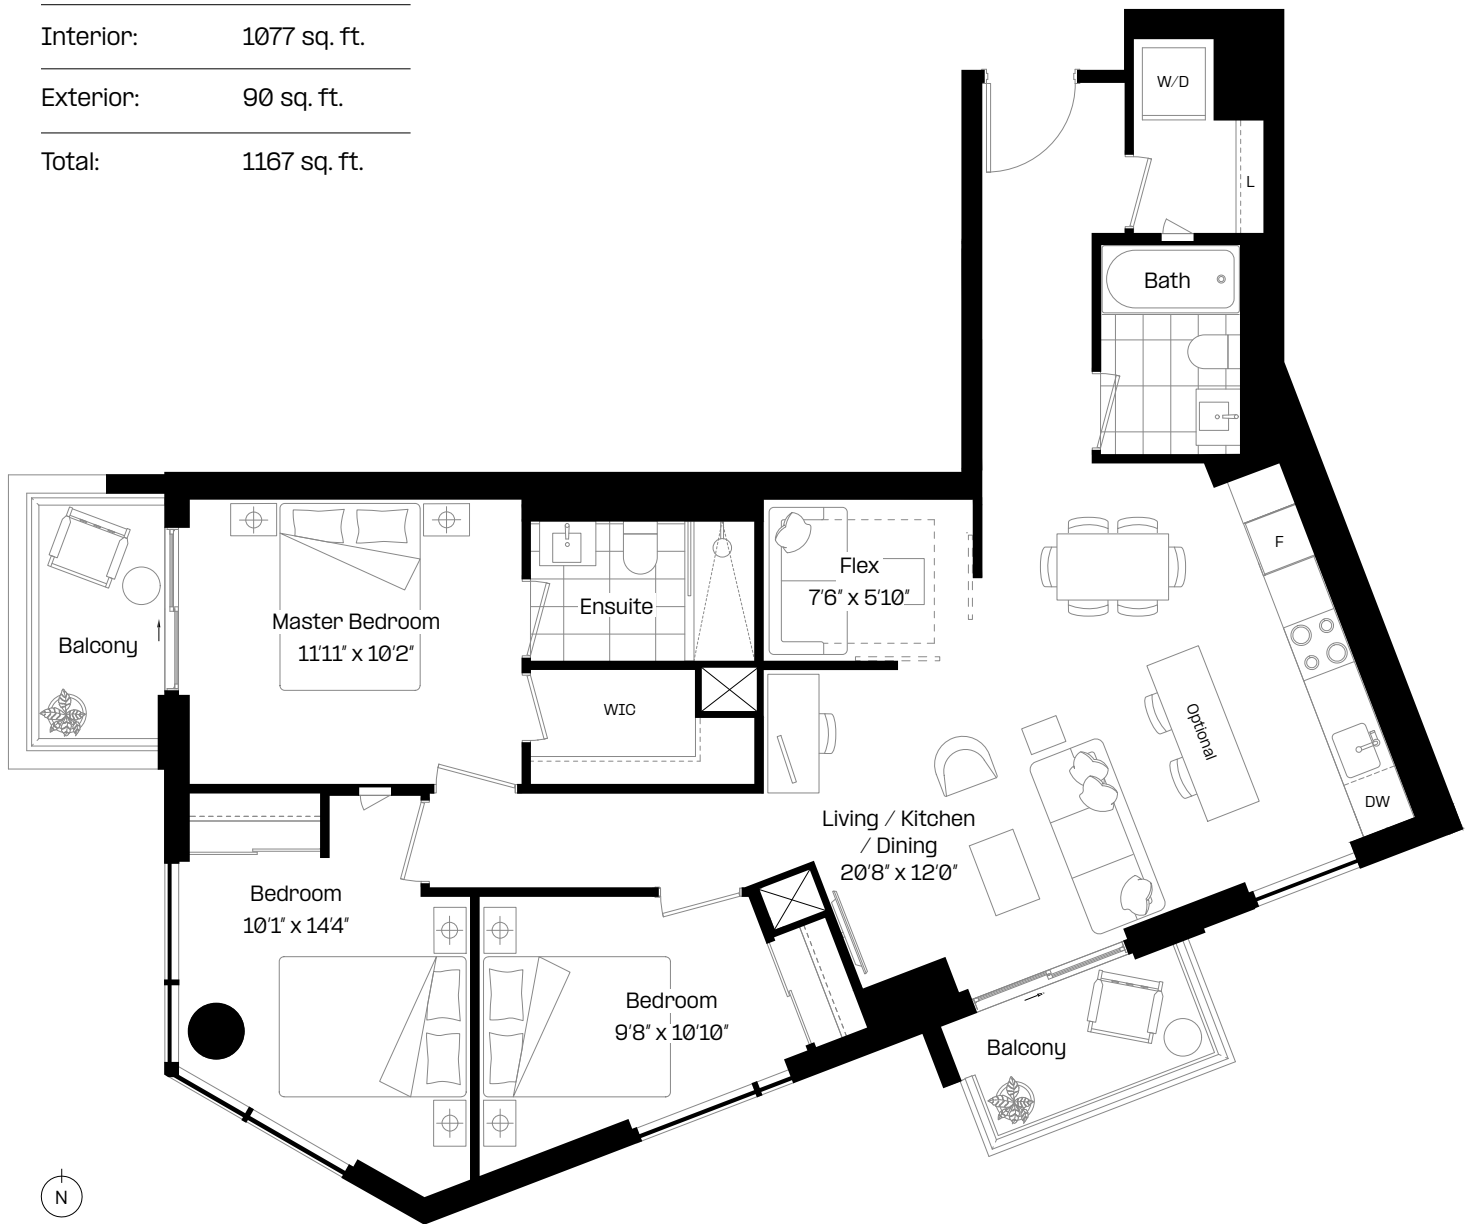 Interior: 1077 sq. ft.
Exterior: 90 sq. ft.
Total: 1167 sq. ft.
W/D
L
Bath
F
Flex
7'6" x 5'10"
Ensuite
Master Bedroom
11'11" x 10'2"
Balcony
WIC
Optional
DW
Living / Kitchen
/ Dining
20'8" x 12'0"
Bedroom
10'1" x 14'4"
Bedroom
9'8" x 10'10"
Balcony
N